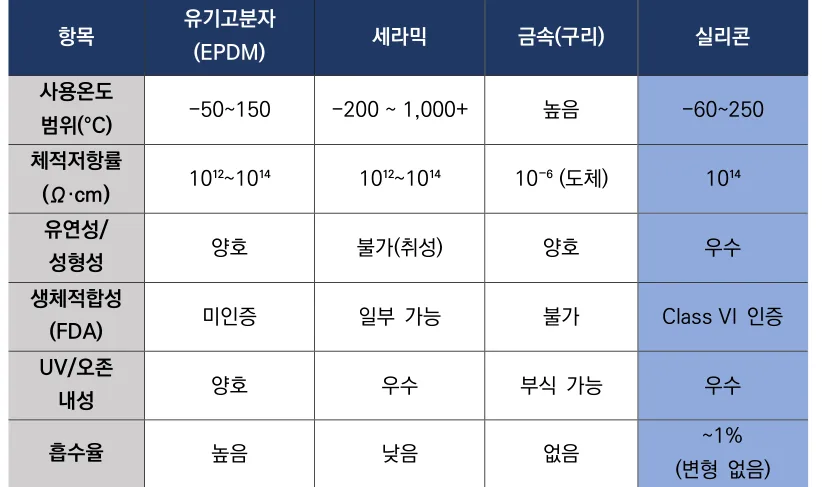 항목 유기고분자 (EPDM) 세라믹 금속(구리) 실리콘
사용온도 범위(°C) -50~150 -200 ~ 1,000+ 높음 -60~250
체적저항률 (Ω·cm) 10¹²~10¹⁴ 10¹²~10¹⁴ 10⁻⁶ (도체) 10¹⁴
유연성/ 성형성 양호 불가(취성) 양호 우수
생체적합성 (FDA) 미인증 일부 가능 불가 Class VI 인증
UV/오존 내성 양호 우수 부식 가능 우수
흡수율 높음 낮음 없음 ~1% (변형 없음)